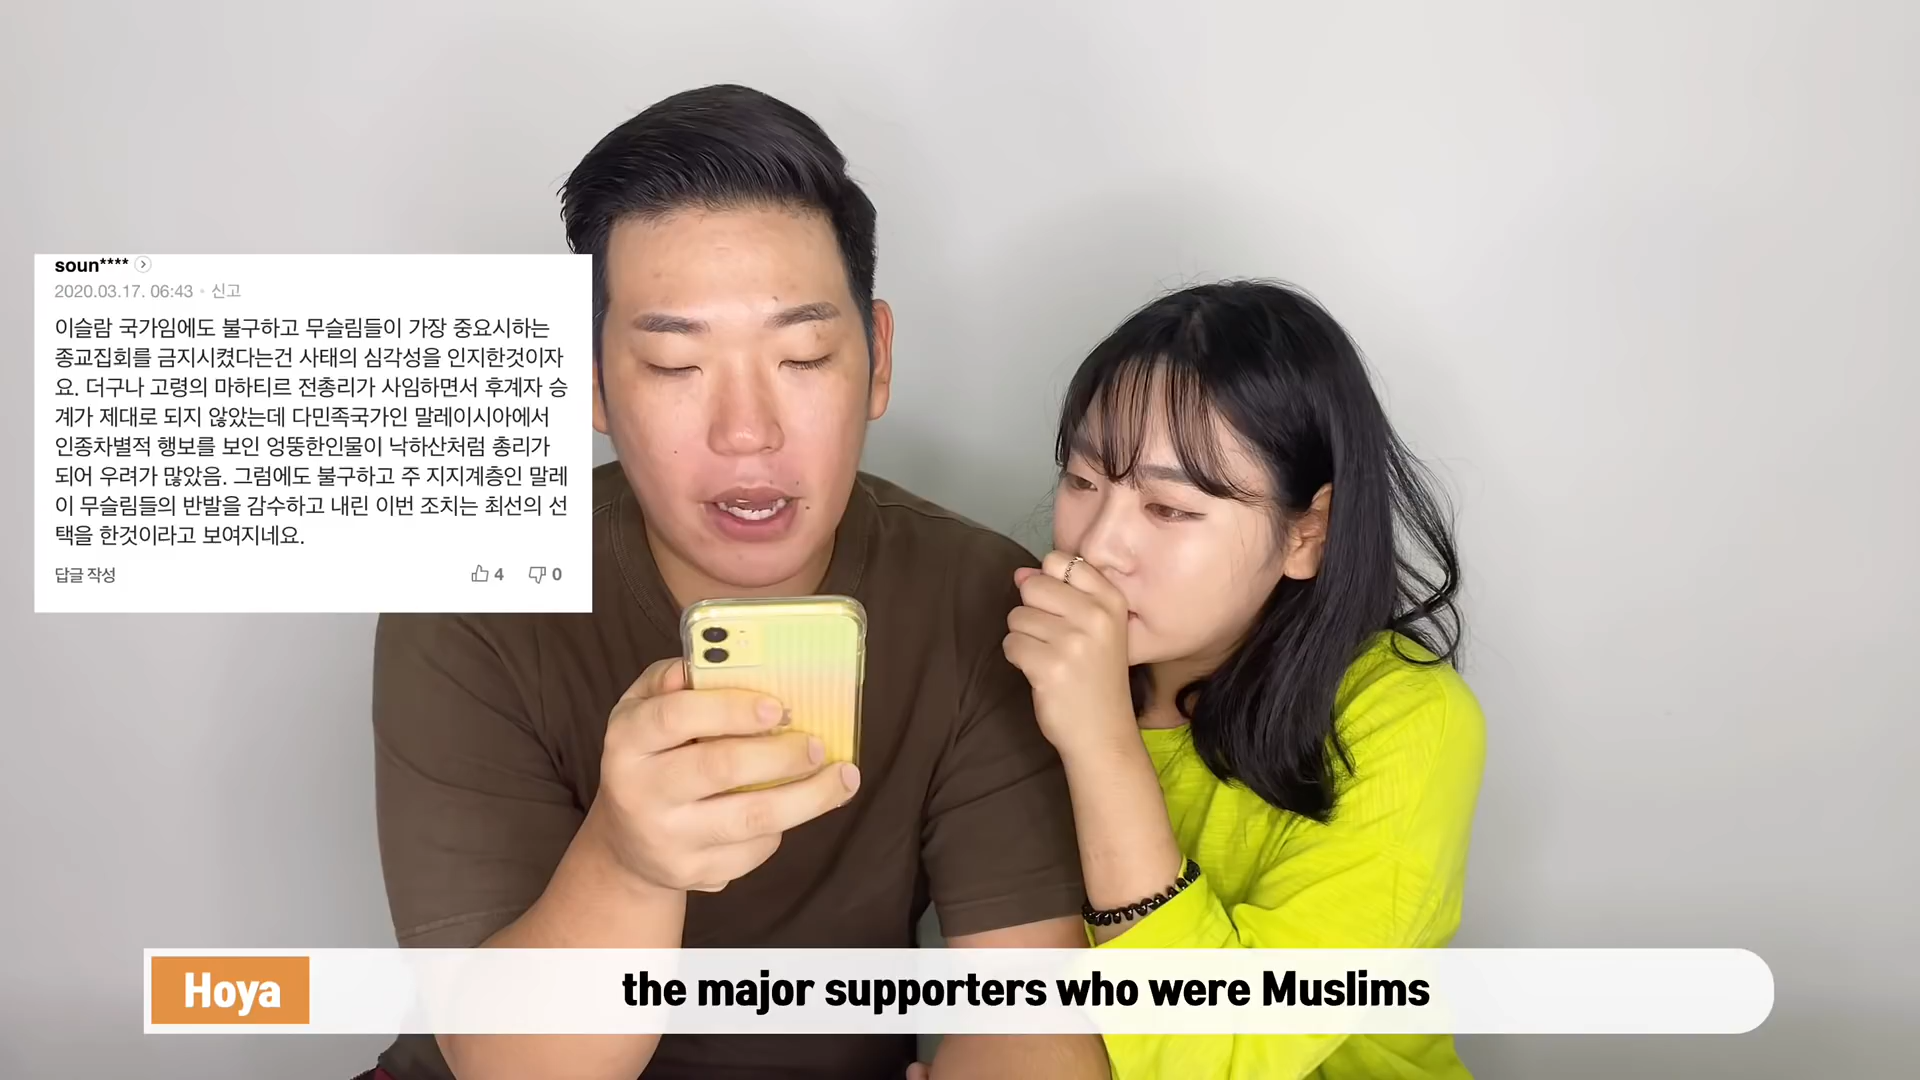 soun****
2020.03.17. 06:43 · 신고
이슬람 국가임에도 불구하고 무슬림들이 가장 중요시하는
종교집회를 금지시켰다는건 사태의 심각성을 인지한것이자
요. 더구나 고령의 마하티르 전총리가 사임하면서 후계자 승
계가 제대로 되지 않았는데 다민족국가인 말레이시아에서
인종차별적 행보를 보인 엉뚱한인물이 낙하산처럼 총리가
되어 우려가 많았음. 그럼에도 불구하고 주 지지계층인 말레
이 무슬림들의 반발을 감수하고 내린 이번 조치는 최선의 선
택을 한것이라고 보여지네요.
답글 작성 4 0
Hoya the major supporters who were Muslims